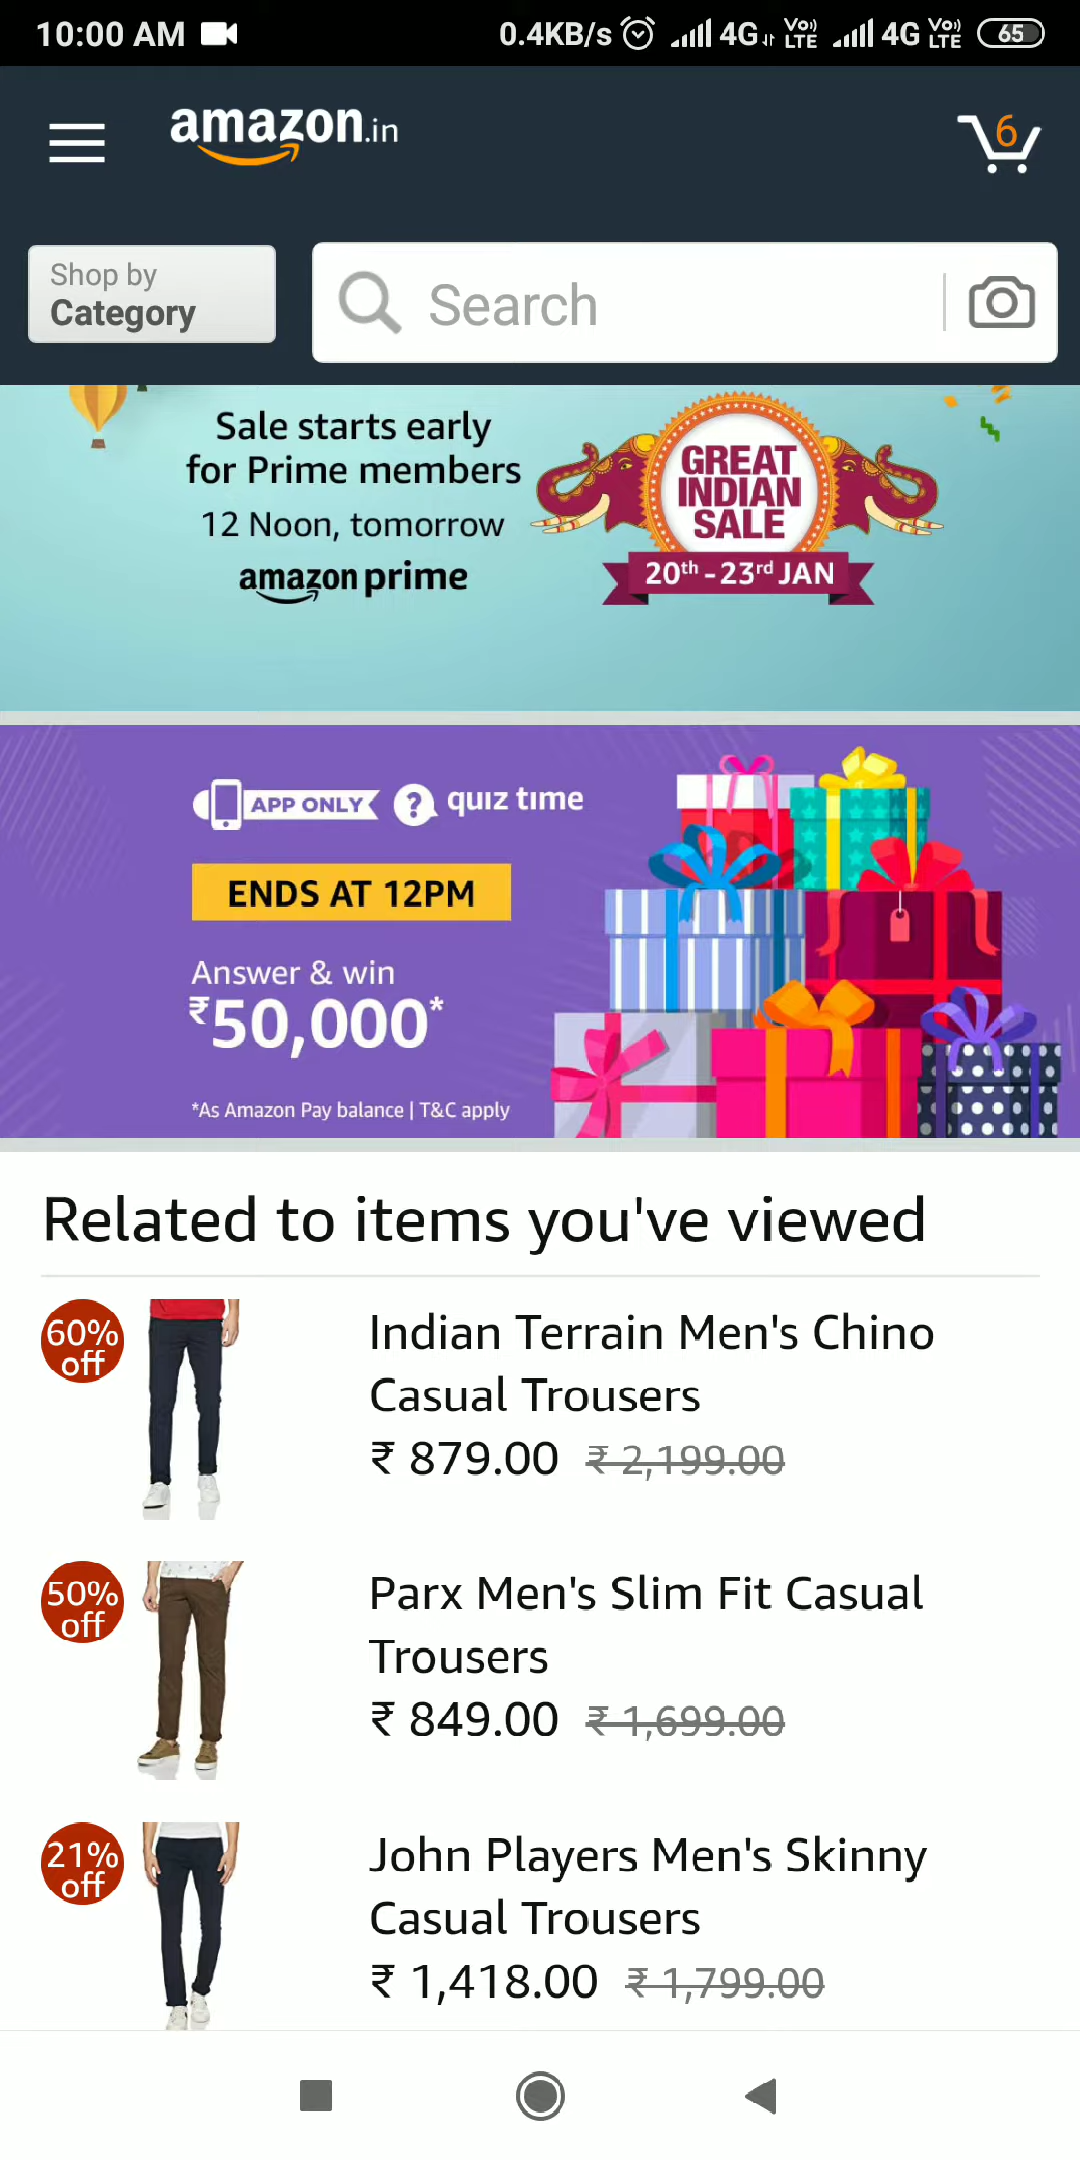 10:00 AM 0.4KB/s 4G Vo)) LTE 4G Vo)) LTE 65
amazon.in
6
Shop by
Category
Search
Sale starts early
for Prime members
12 Noon, tomorrow
amazon prime
GREAT
INDIAN
SALE
20th - 23rd JAN
APP ONLY ? quiz time
ENDS AT 12PM
Answer & win
₹50,000*
*As Amazon Pay balance | T&C apply
Related to items you've viewed
60%
off
Indian Terrain Men's Chino
Casual Trousers
₹ 879.00 ₹ 2,199.00
50%
off
Parx Men's Slim Fit Casual
Trousers
₹ 849.00 ₹ 1,699.00
21%
off
John Players Men's Skinny
Casual Trousers
₹ 1,418.00 ₹ 1,799.00